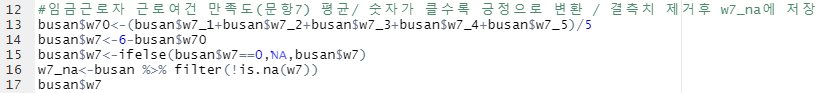 12 #임금근로자 근로여건 만족도(문항7) 평균/ 숫자가 클수록 긍정으로 변환 / 결측치 제거후 w7_na에 저장
13 busan$w70<-(busan$w7_1+busan$w7_2+busan$w7_3+busan$w7_4+busan$w7_5)/5
14 busan$w7<-6-busan$w70
15 busan$w7<-ifelse(busan$w7==0,NA,busan$w7)
16 w7_na<-busan %>% filter(!is.na(w7))
17 busan$w7